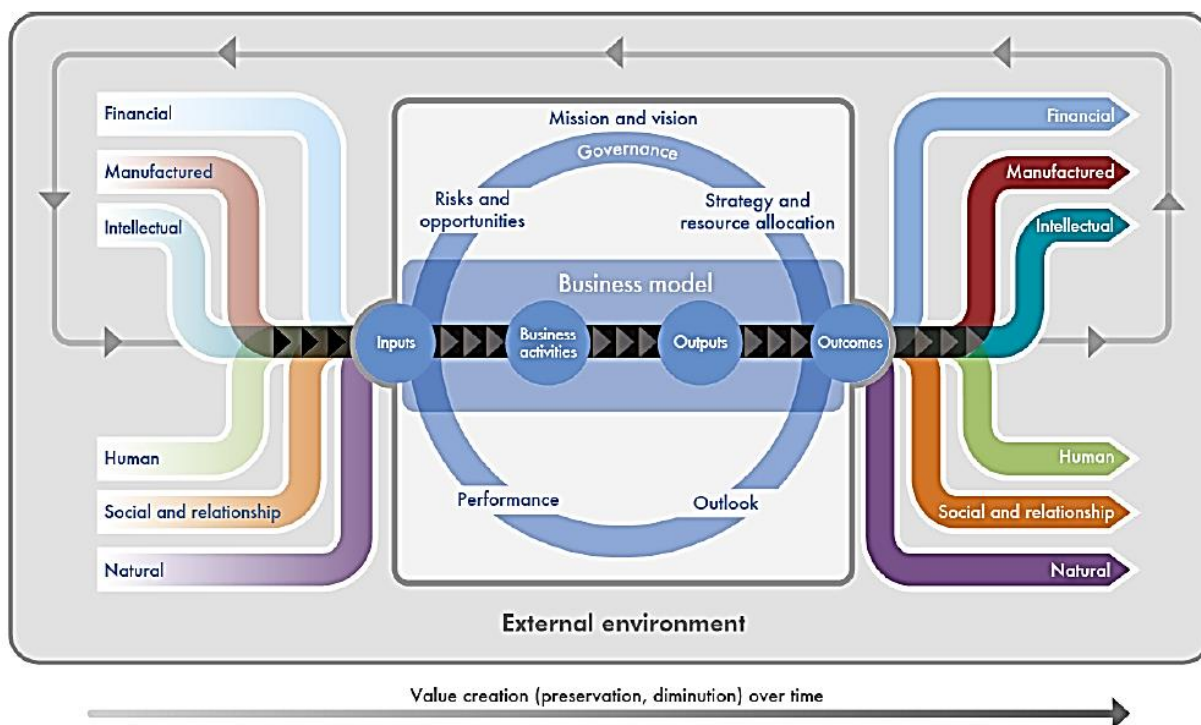 Financial
Manufactured
Intellectual
Human
Social and relationship
Natural
Mission and vision
Governance
Risks and
opportunities
Strategy and
resource allocation
Business model
Inputs
Business
activities
Outputs
Outcomes
Performance
Outlook
Financial
Manufactured
Intellectual
Human
Social and relationship
Natural
External environment
Value creation (preservation, diminution) over time